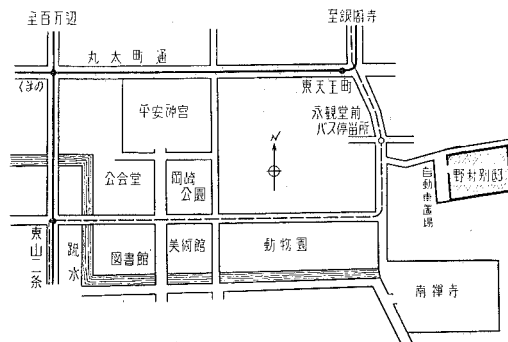 至百万辺
至銀閣寺
丸太町通
くまの
東天王町
平安神宮
永観堂前
バス停留所
N
公会堂
岡崎
公園
自動車置場
野村別邸
東山二条
疏水
図書館
美術館
動物園
南禅寺